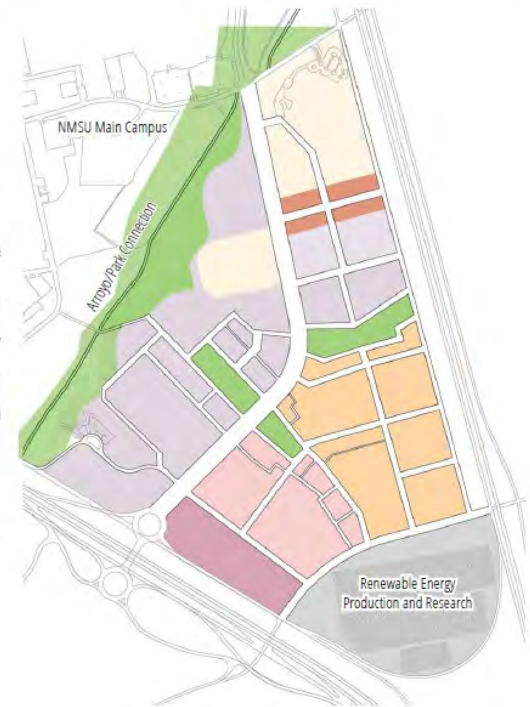 NMSU Main Campus
Arroyo/Park Connection
Renewable Energy
Production and Research